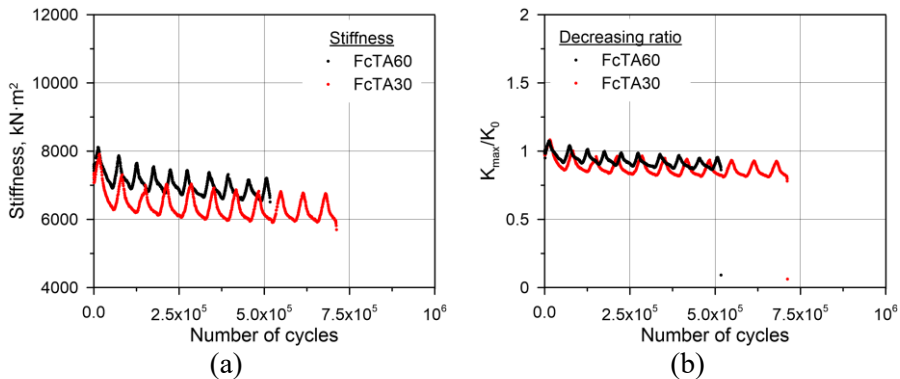 12000
10000
8000
6000
4000
Stiffness, kN·m²
Stiffness
FcTA60
FcTA30
0.0
2.5x10⁵
5.0x10⁵
7.5x10⁵
10⁶
Number of cycles
(a)
2
1.5
1
0.5
0
Kmax/K₀
Decreasing ratio
FcTA60
FcTA30
0.0
2.5x10⁵
5.0x10⁵
7.5x10⁵
10⁶
Number of cycles
(b)